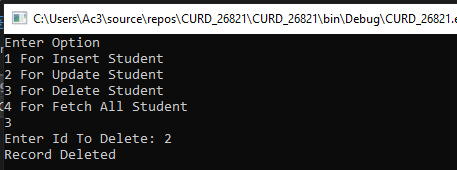 C:\Users\Ac3\source\repos\CURD_26821\CURD_26821\bin\Debug\CURD_26821.e
Enter Option
1 For Insert Student
2 For Update Student
3 For Delete Student
4 For Fetch All Student
3
Enter Id To Delete: 2
Record Deleted